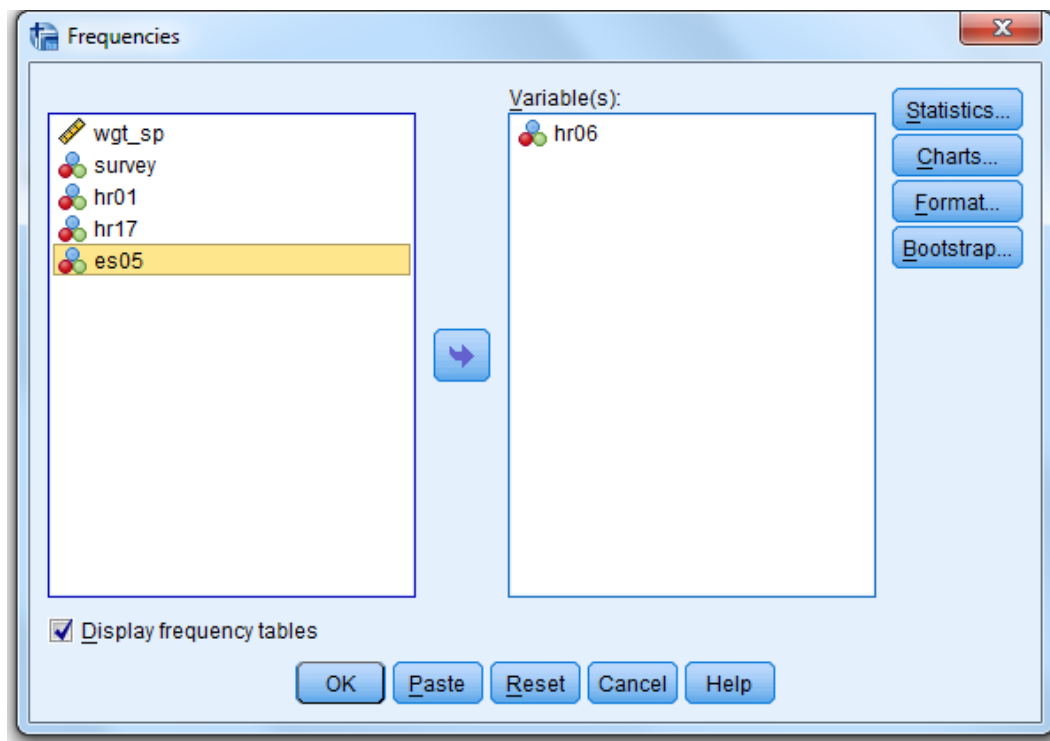 Frequencies
wgt_sp
survey
hr01
hr17
es05
Variable(s):
hr06
Statistics...
Charts...
Format...
Bootstrap...
Display frequency tables
OK
Paste
Reset
Cancel
Help